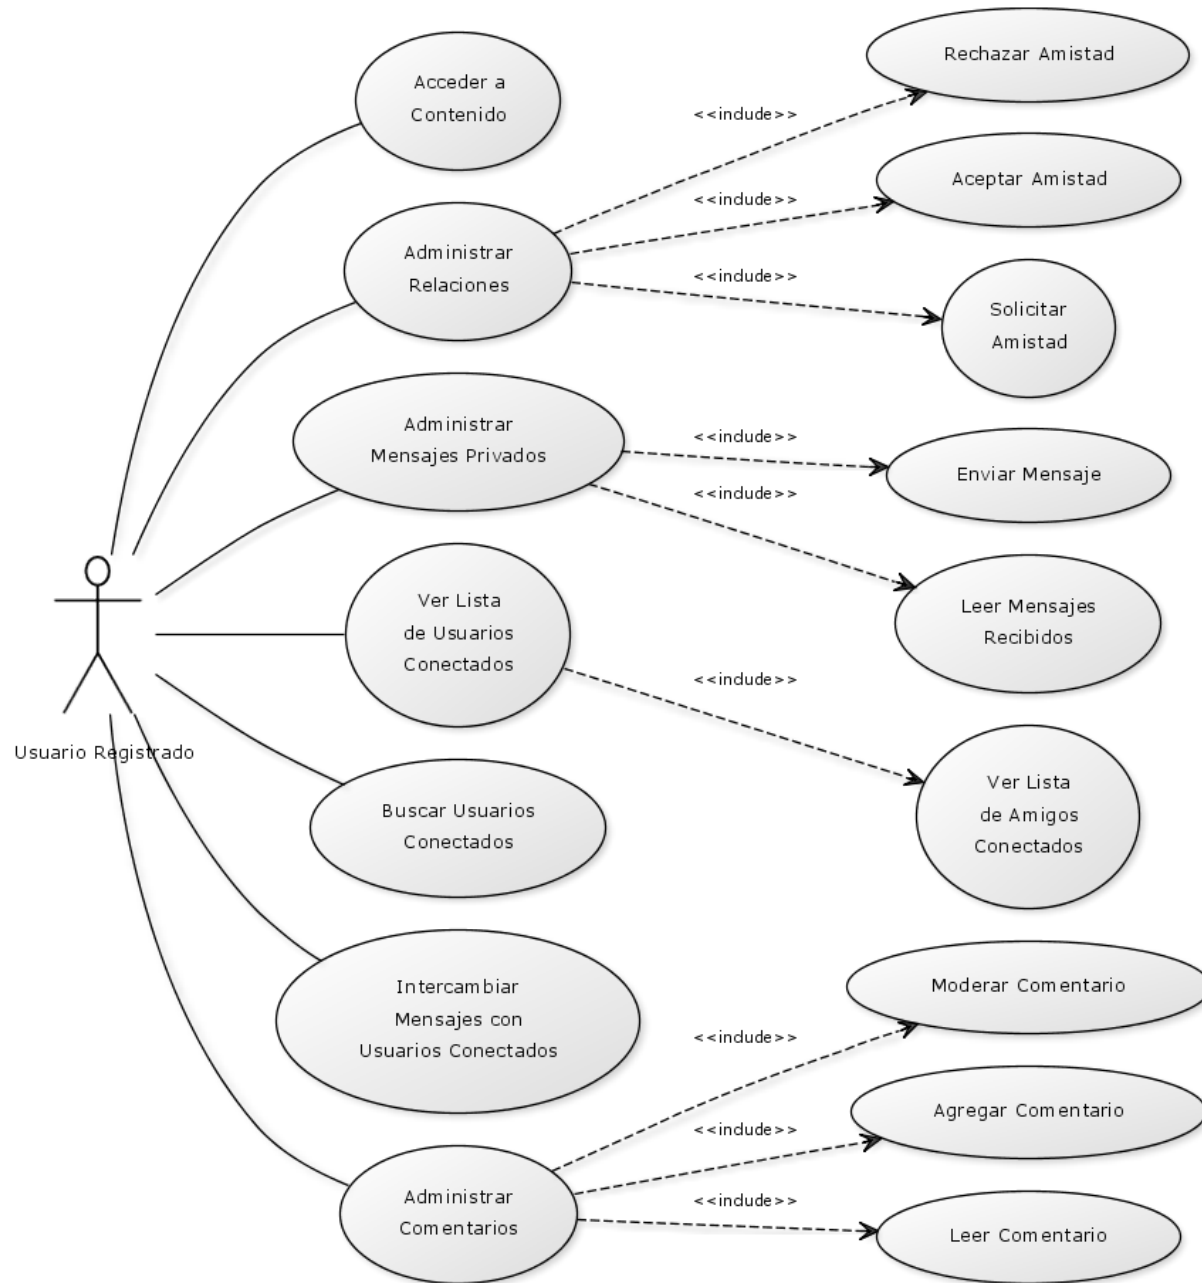 Rechazar Amistad
Acceder a
Contenido
<<include>>
Aceptar Amistad
<<include>>
Administrar
Relaciones
<<include>>
Solicitar
Amistad
Administrar
Mensajes Privados
<<include>>
Enviar Mensaje
<<include>>
Ver Lista
de Usuarios
Conectados
Leer Mensajes
Recibidos
<<include>>
Usuario Registrado
Ver Lista
de Amigos
Conectados
Buscar Usuarios
Conectados
Intercambiar
Mensajes con
Usuarios Conectados
Moderar Comentario
<<include>>
Agregar Comentario
<<include>>
Administrar
Comentarios
<<include>>
Leer Comentario